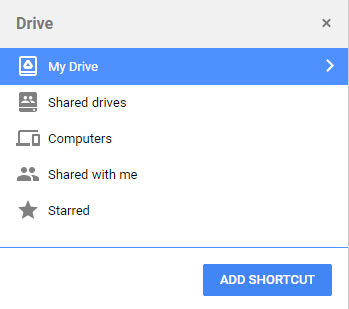 Drive
My Drive
Shared drives
Computers
Shared with me
Starred
ADD SHORTCUT